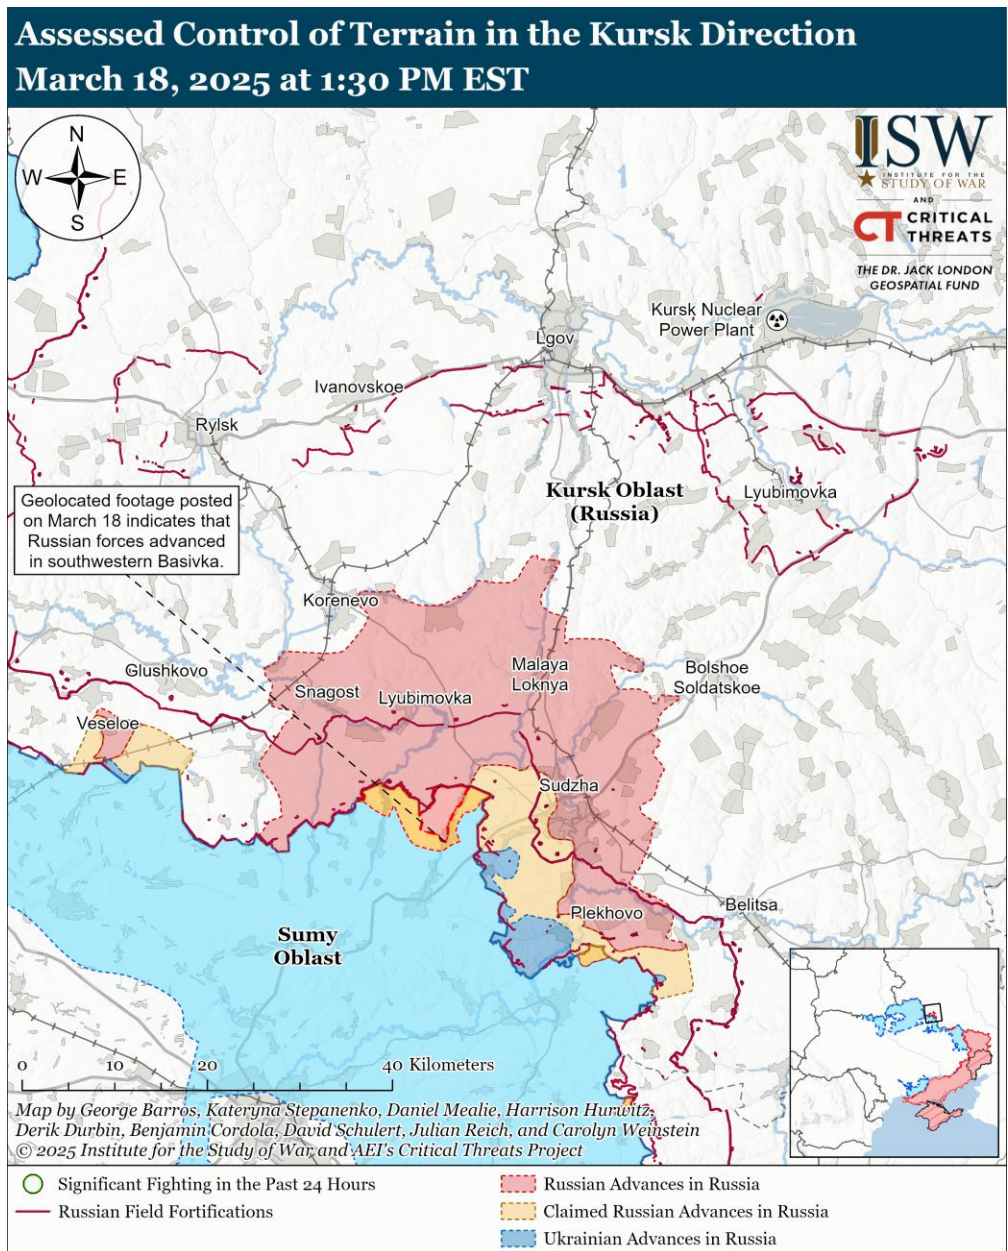 Assessed Control of Terrain in the Kursk Direction
March 18, 2025 at 1:30 PM EST
N
W
E
S
ISW
INSTITUTE FOR THE
STUDY OF WAR
AND
CT CRITICAL
THREATS
THE DR. JACK LONDON
GEOSPATIAL FUND
Kursk Nuclear
Power Plant
Lgov
Ivanovskoe
Rylsk
Geolocated footage posted
on March 18 indicates that
Russian forces advanced
in southwestern Basivka.
Kursk Oblast
(Russia)
Lyubimovka
Korenevo
Glushkovo
Snagost
Lyubimovka
Malaya
Loknya
Bolshoe
Soldatskoe
Veseloe
Sudzha
Plekhovo
Belitsa
Sumy
Oblast
0
20
40 Kilometers
Map by George Barros, Kateryna Stepanenko, Daniel Mealie, Harrison Hurwitz,
Derik Durbin, Benjamin Cordola, David Schulert, Julian Reich, and Carolyn Weinstein
© 2025 Institute for the Study of War and AEI's Critical Threats Project
Significant Fighting in the Past 24 Hours
Russian Field Fortifications
Russian Advances in Russia
Claimed Russian Advances in Russia
Ukrainian Advances in Russia